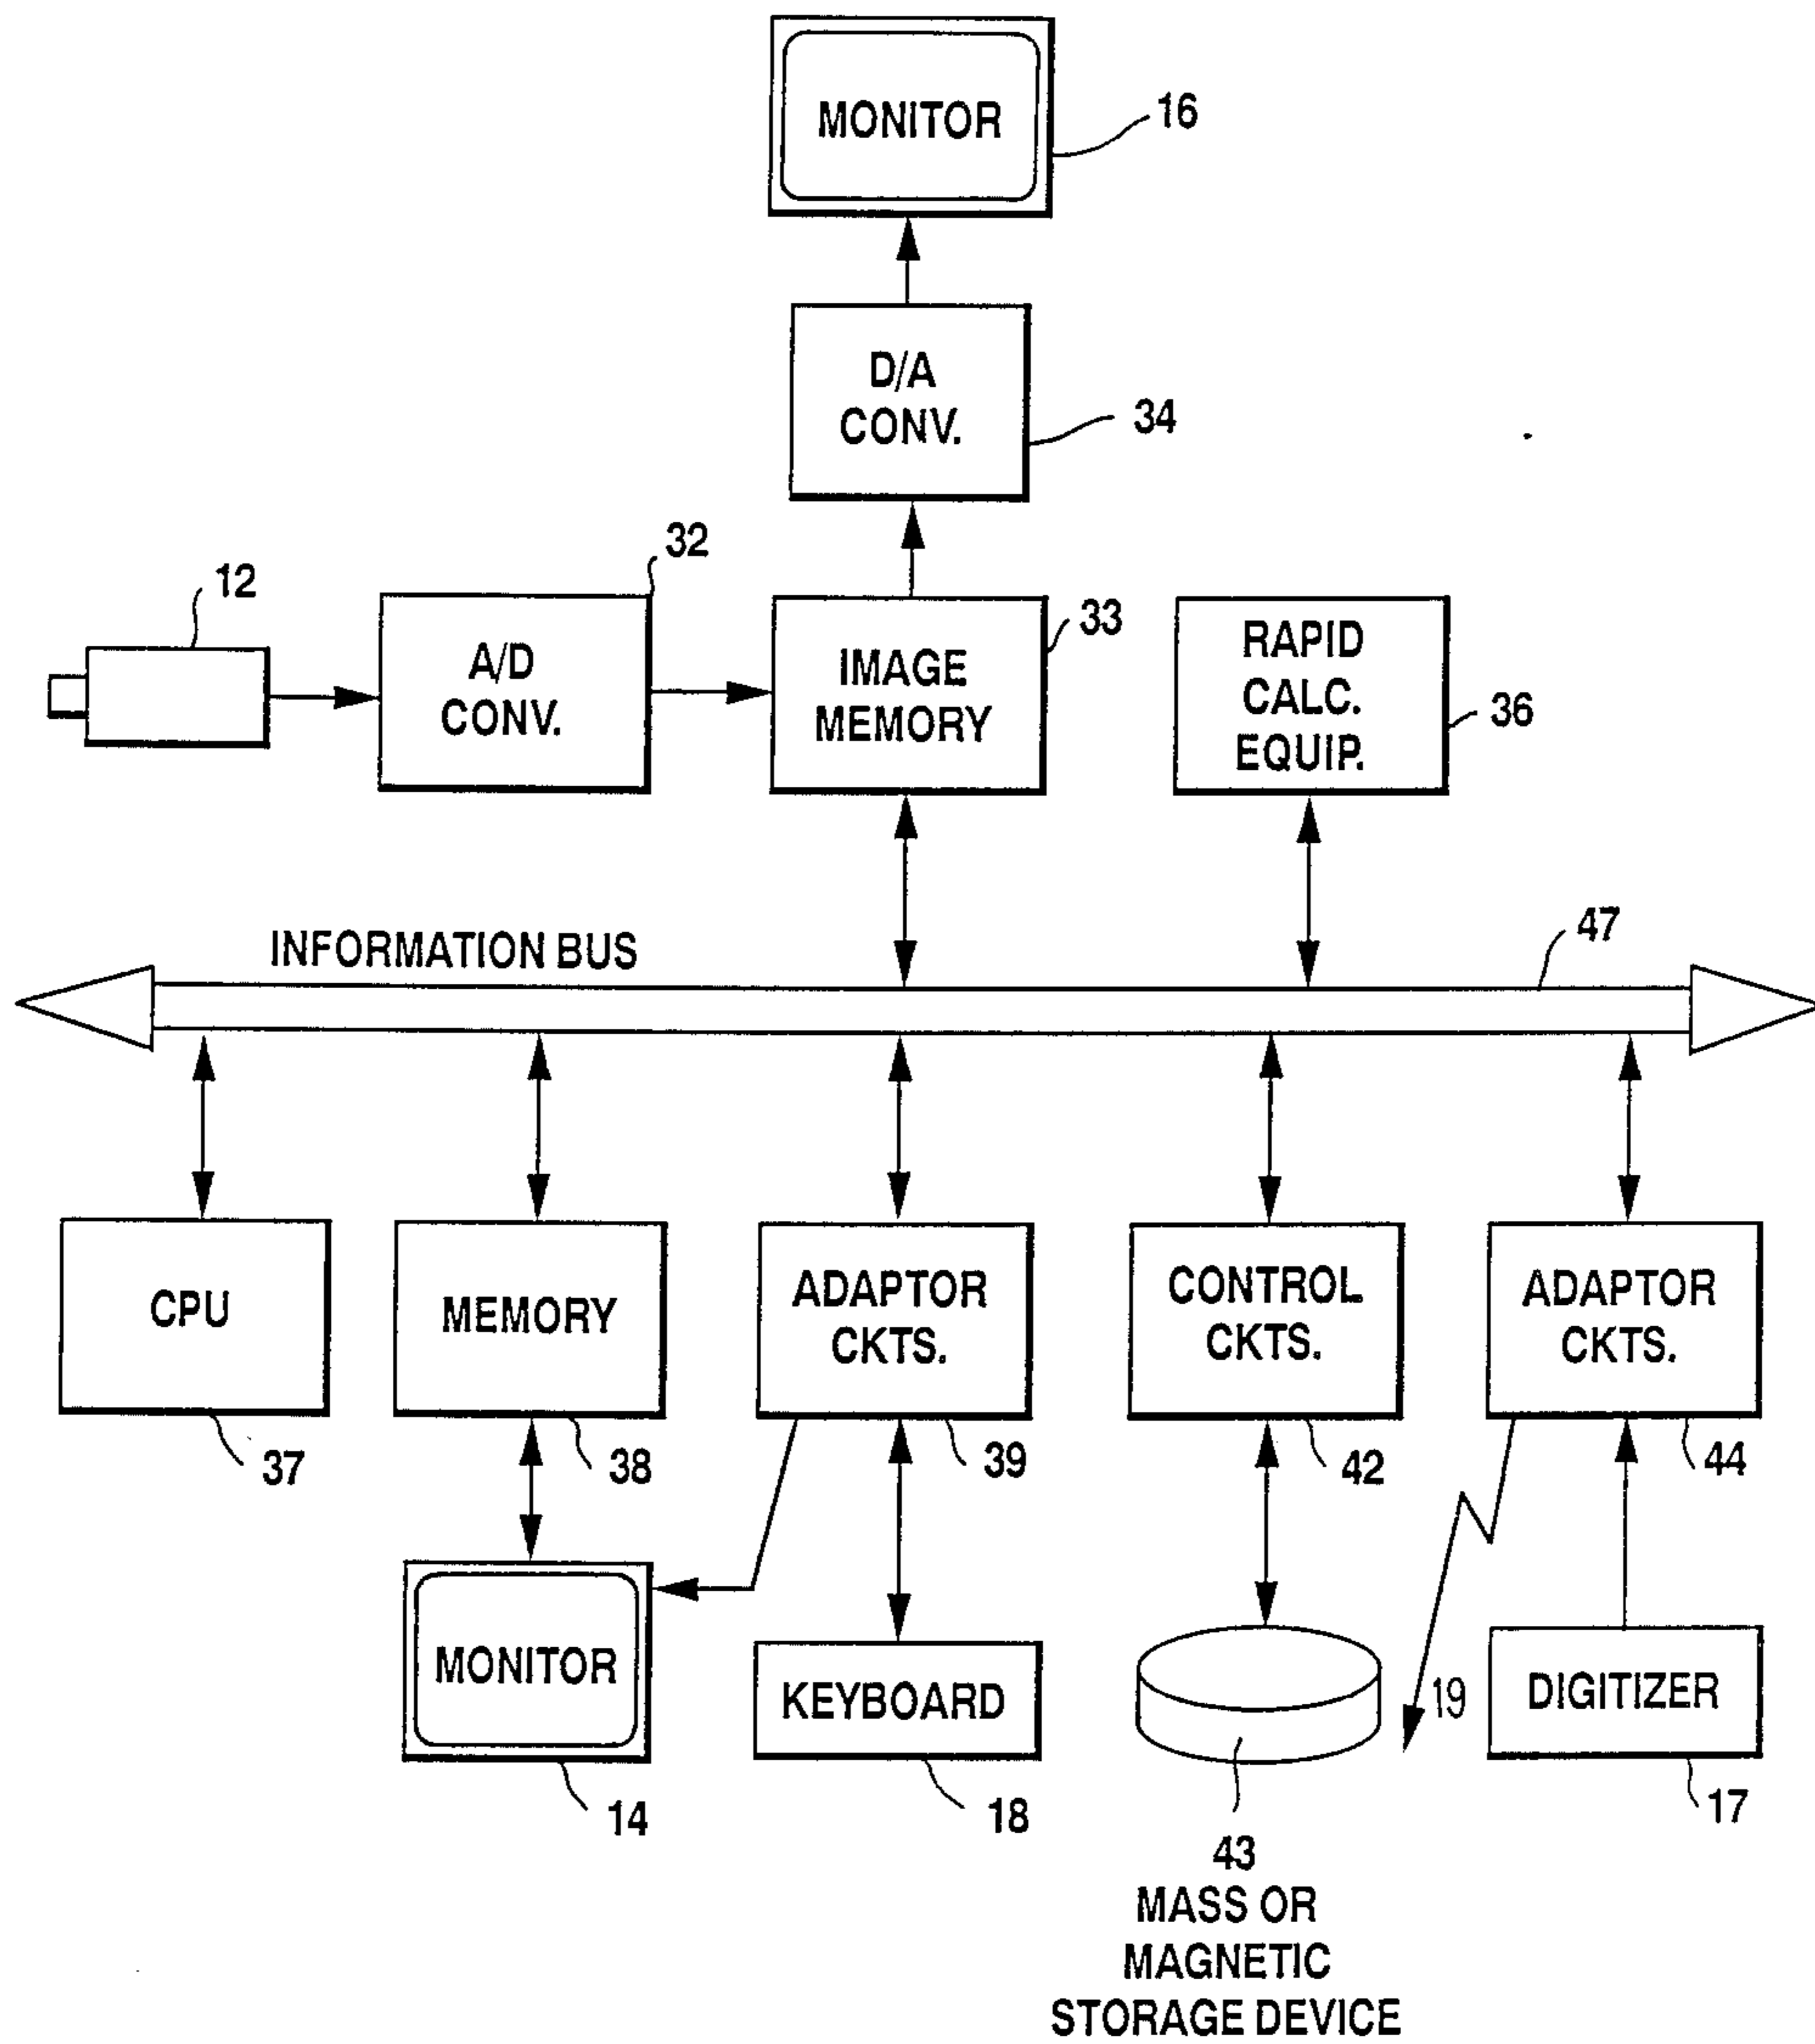 MONITOR
16
D/A
CONV.
34
12
32
A/D
CONV.
IMAGE
MEMORY
33
RAPID
CALC.
EQUIP.
36
INFORMATION BUS
47
CPU
37
MEMORY
38
ADAPTOR
CKTS.
39
CONTROL
CKTS.
42
ADAPTOR
CKTS.
44
MONITOR
14
KEYBOARD
18
43
MASS OR
MAGNETIC
STORAGE DEVICE
19
DIGITIZER
17